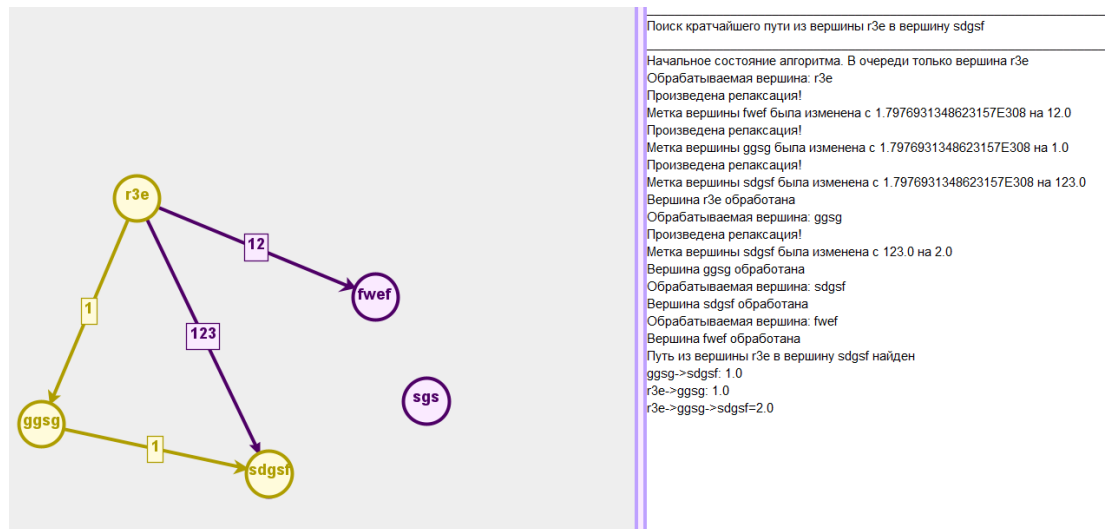 r3e
12
fwef
1
123
sgs
ggsg
1
sdgsf
Поиск кратчайшего пути из вершины r3e в вершину sdgsf
Начальное состояние алгоритма. В очереди только вершина r3e
Обрабатываемая вершина: r3e
Произведена релаксация!
Метка вершины fwef была изменена с 1.7976931348623157E308 на 12.0
Произведена релаксация!
Метка вершины ggsg была изменена с 1.7976931348623157E308 на 1.0
Произведена релаксация!
Метка вершины sdgsf была изменена с 1.7976931348623157E308 на 123.0
Вершина r3e обработана
Обрабатываемая вершина: ggsg
Произведена релаксация!
Метка вершины sdgsf была изменена с 123.0 на 2.0
Вершина ggsg обработана
Обрабатываемая вершина: sdgsf
Вершина sdgsf обработана
Обрабатываемая вершина: fwef
Вершина fwef обработана
Путь из вершины r3e в вершину sdgsf найден
ggsg->sdgsf: 1.0
r3e->ggsg: 1.0
r3e->ggsg->sdgsf=2.0